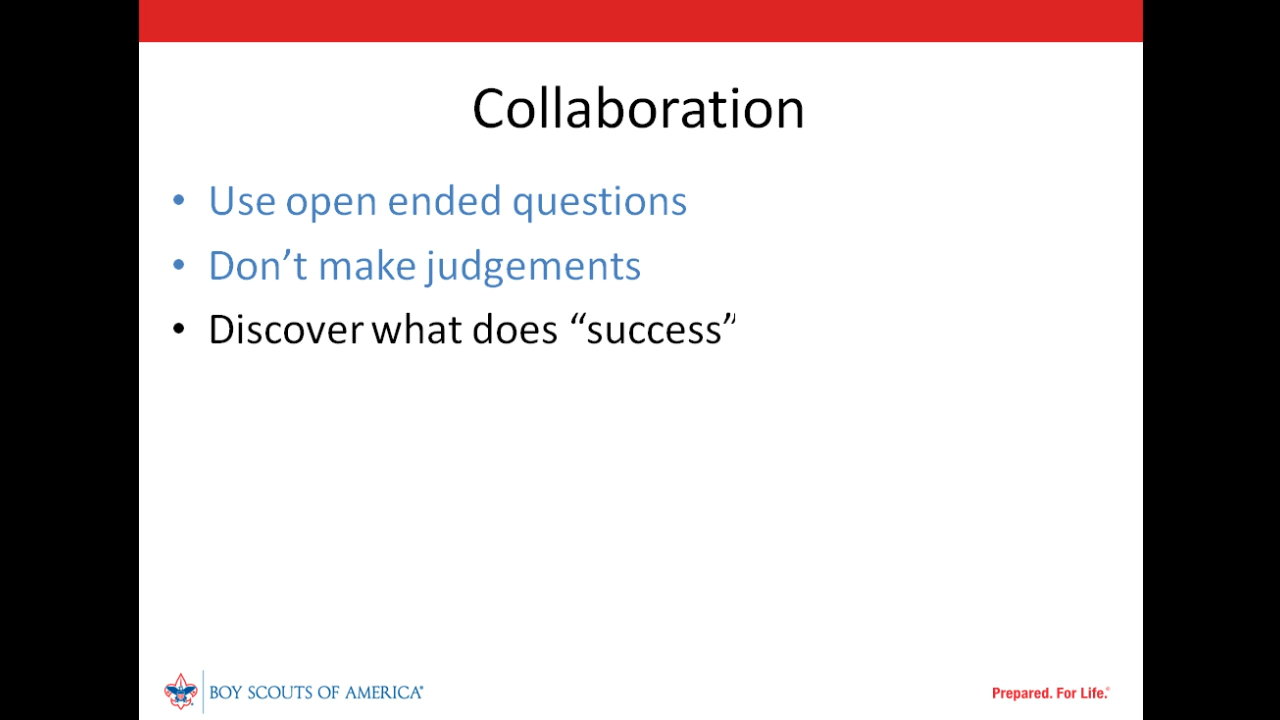 Collaboration
• Use open ended questions
• Don’t make judgements
• Discover what does “success”
BOY SCOUTS OF AMERICA®
Prepared. For Life.®